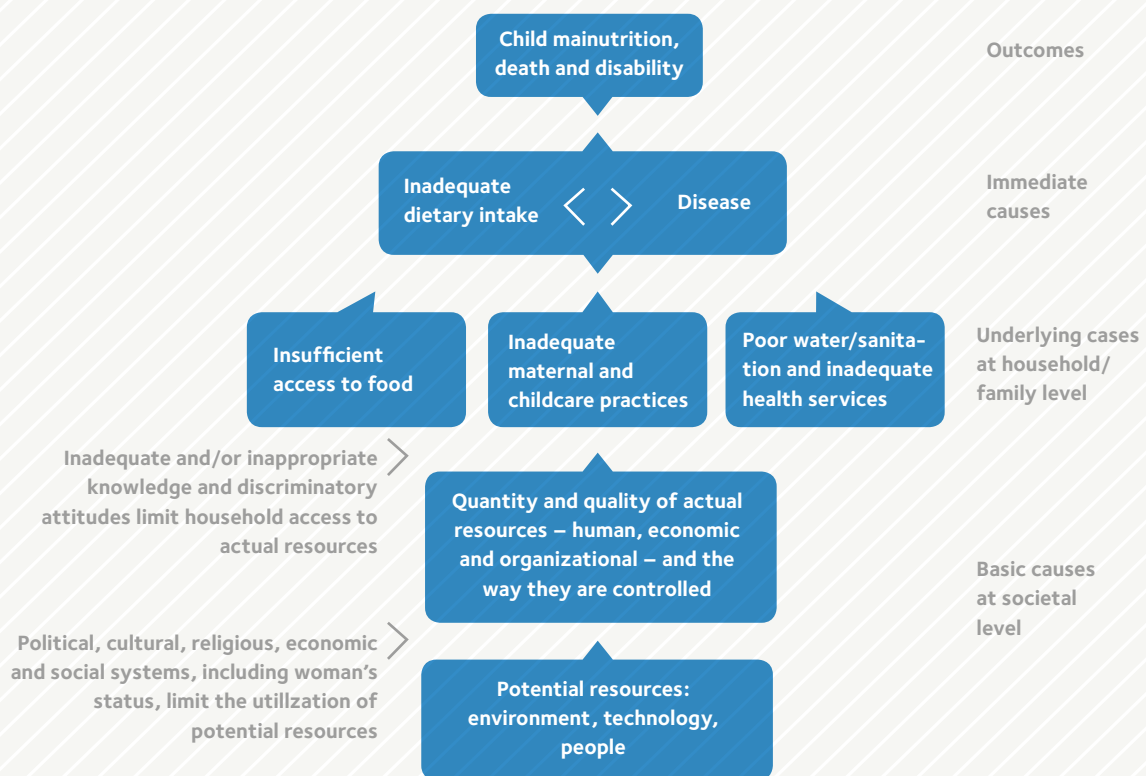 Child mainutrition,
death and disability
Outcomes
Inadequate
dietary intake
Disease
Immediate
causes
Insufficient
access to food
Inadequate
maternal and
childcare practices
Poor water/sanita-
tion and inadequate
health services
Underlying cases
at household/
family level
Inadequate and/or inappropriate
knowledge and discriminatory
attitudes limit household access to
actual resources
Quantity and quality of actual
resources – human, economic
and organizational – and the
way they are controlled
Basic causes
at societal
level
Political, cultural, religious, economic
and social systems, including woman's
status, limit the utillzation of
potential resources
Potential resources:
environment, technology,
people